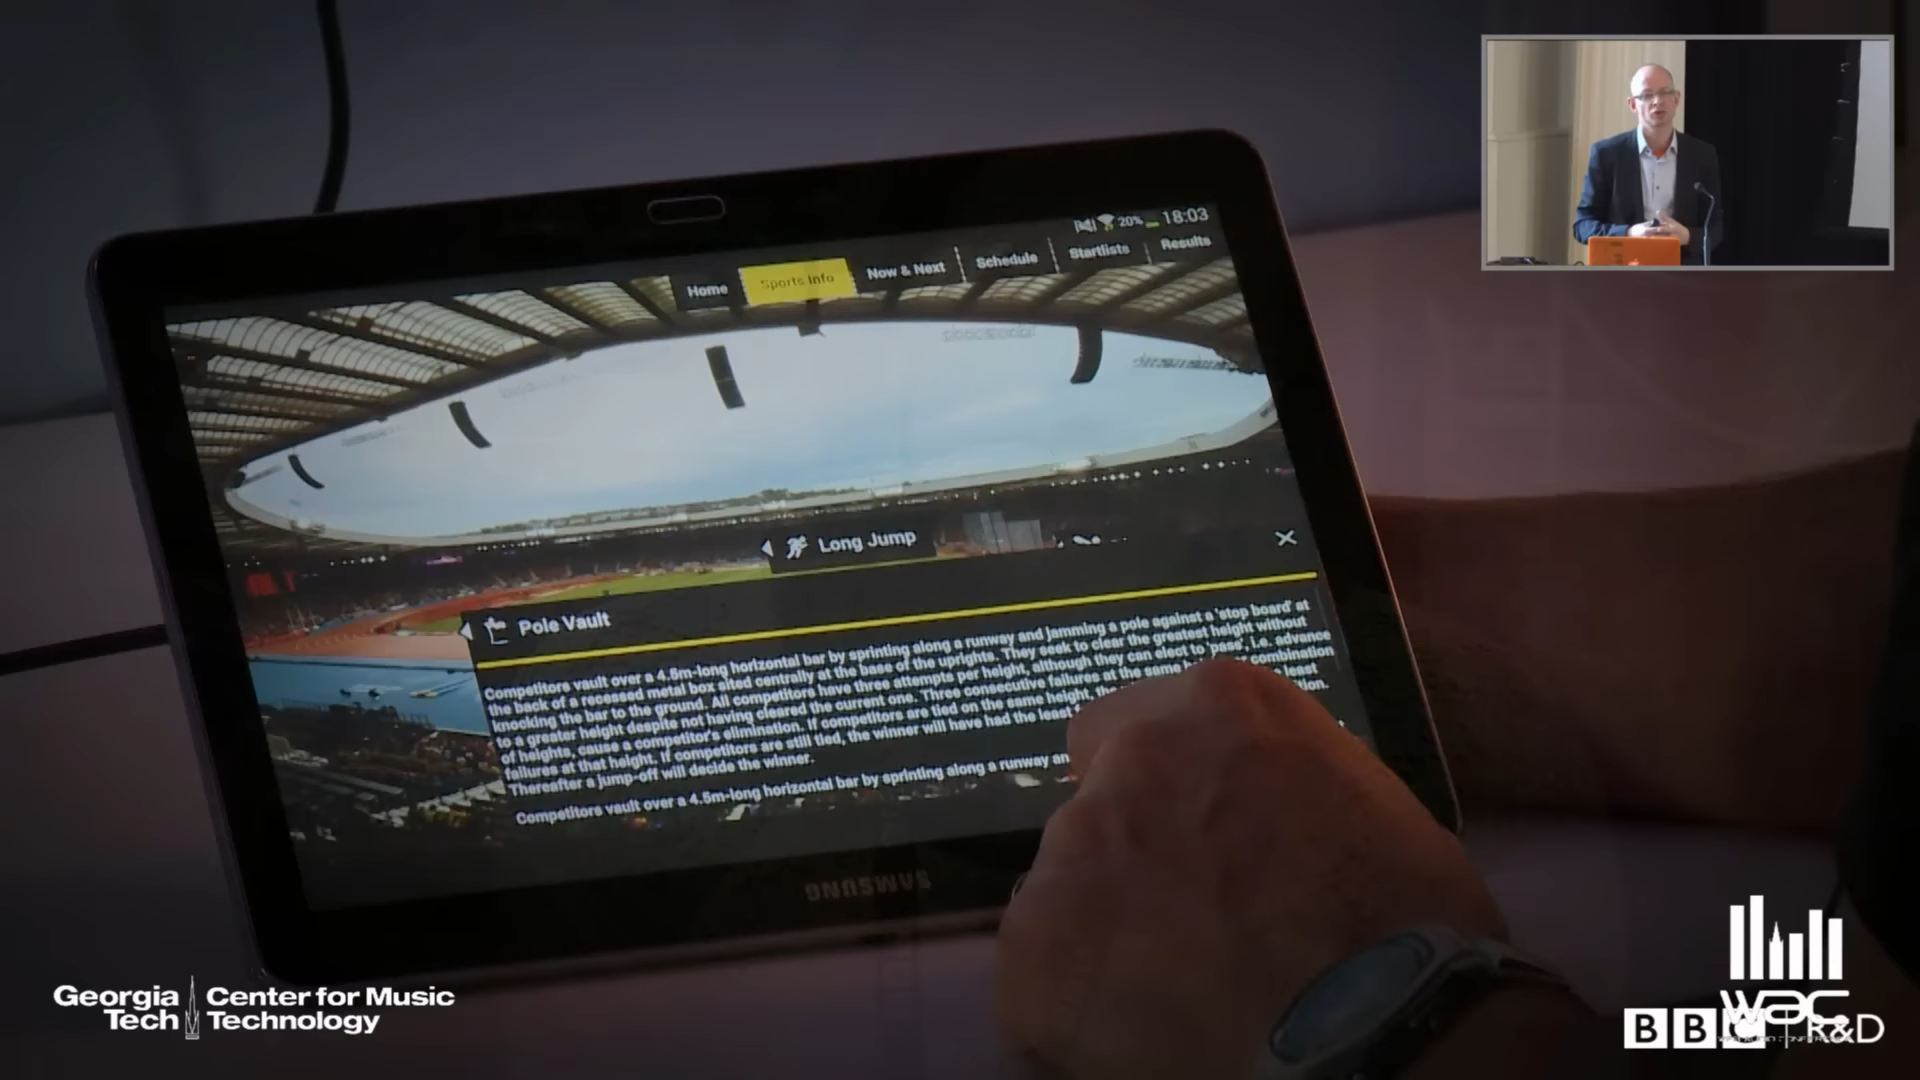 20% 18:03
Home Sports Info Now & Next Schedule Startlists Results
Long Jump
Pole Vault
Competitors vault over a 4.5m-long horizontal bar by sprinting along a runway and jamming a pole against a 'stop board' at
the back of a recessed metal box sited centrally at the base of the uprights. They seek to clear the greatest height without
knocking the bar to the ground. All competitors have three attempts per height, although they can elect to 'pass', i.e. advance
to a greater height despite not having cleared the current one. Three consecutive failures at the same combination
of heights, cause a competitor's elimination. If competitors are tied on the same height, the least
failures at that height. If competitors are still tied, the winner will have had the least
Thereafter a jump-off will decide the winner.
Competitors vault over a 4.5m-long horizontal bar by sprinting along a runway
SAMSUNG
Georgia Tech
Center for Music Technology
wac
BBC | R&D